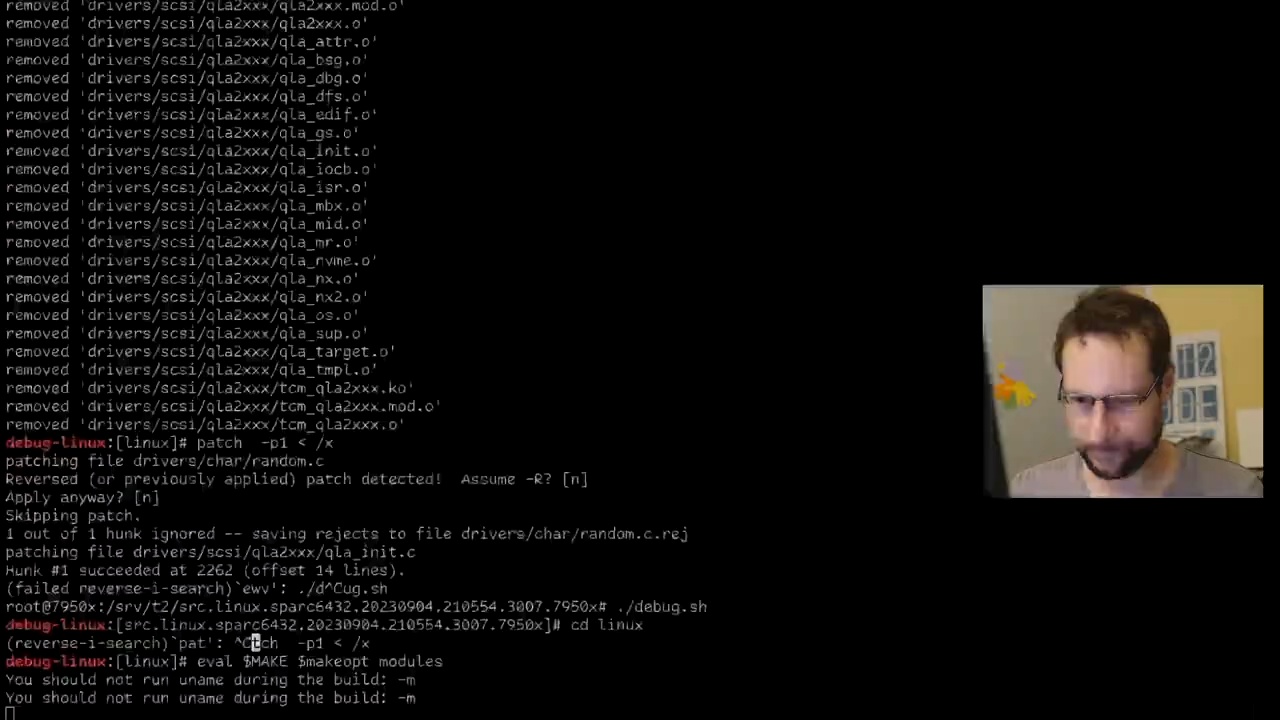 removed 'drivers/scsi/qla2xxx/qla2xxx.mod.o'
removed 'drivers/scsi/qla2xxx/qla2xxx.o'
removed 'drivers/scsi/qla2xxx/qla_attr.o'
removed 'drivers/scsi/qla2xxx/qla_bsg.o'
removed 'drivers/scsi/qla2xxx/qla_dbg.o'
removed 'drivers/scsi/qla2xxx/qla_dfs.o'
removed 'drivers/scsi/qla2xxx/qla_edif.o'
removed 'drivers/scsi/qla2xxx/qla_gs.o'
removed 'drivers/scsi/qla2xxx/qla_init.o'
removed 'drivers/scsi/qla2xxx/qla_iocb.o'
removed 'drivers/scsi/qla2xxx/qla_isr.o'
removed 'drivers/scsi/qla2xxx/qla_mbx.o'
removed 'drivers/scsi/qla2xxx/qla_mid.o'
removed 'drivers/scsi/qla2xxx/qla_mr.o'
removed 'drivers/scsi/qla2xxx/qla_nvme.o'
removed 'drivers/scsi/qla2xxx/qla_nx.o'
removed 'drivers/scsi/qla2xxx/qla_nx2.o'
removed 'drivers/scsi/qla2xxx/qla_os.o'
removed 'drivers/scsi/qla2xxx/qla_sup.o'
removed 'drivers/scsi/qla2xxx/qla_target.o'
removed 'drivers/scsi/qla2xxx/qla_tmpl.o'
removed 'drivers/scsi/qla2xxx/tcm_qla2xxx.ko'
removed 'drivers/scsi/qla2xxx/tcm_qla2xxx.mod.o'
removed 'drivers/scsi/qla2xxx/tcm_qla2xxx.o'
debug-linux:[linux]# patch  -p1 < /x
patching file drivers/char/random.c
Reversed (or previously applied) patch detected!  Assume -R? [n]
Apply anyway? [n]
Skipping patch.
1 out of 1 hunk ignored -- saving rejects to file drivers/char/random.c.rej
patching file drivers/scsi/qla2xxx/qla_init.c
Hunk #1 succeeded at 2262 (offset 14 lines).
(failed reverse-i-search)`ewv': ./d^Cug.sh
root@7950x:/srv/t2/src.linux.sparc6432.20230904.210554.3007.7950x# ./debug.sh
debug-linux:[src.linux.sparc6432.20230904.210554.3007.7950x]# cd linux
(reverse-i-search)`pat': ^Ctch  -p1 < /x
debug-linux:[linux]# eval $MAKE $makeopt modules
You should not run uname during the build: -m
You should not run uname during the build: -m